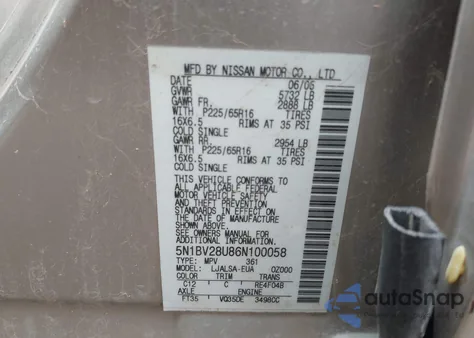 MFD BY NISSAN MOTOR CO., LTD
DATE 06/05
GVWR 5732 LB
GAWR FR. 2888 LB
WITH P225/65R16 TIRES
16X6.5 RIMS AT 35 PSI
COLD SINGLE
GAWR RR. 2954 LB
WITH P225/65R16 TIRES
16X6.5 RIMS AT 35 PSI
COLD SINGLE
THIS VEHICLE CONFORMS TO
ALL APPLICABLE FEDERAL
MOTOR VEHICLE SAFETY
AND THEFT PREVENTION
STANDARDS IN EFFECT ON
THE DATE OF MANUFACTURE
SHOWN ABOVE.
SEE OWNERS MANUAL FOR
ADDITIONAL INFORMATION
5N1BV28U86N100058
TYPE: MPV 361
MODEL: LJALSA-EUA 0Z000
COLOR TRIM TRANS
C12 C RE4F04B
AXLE ENGINE
FT35 VQ35DE 3498CC
autoSnap